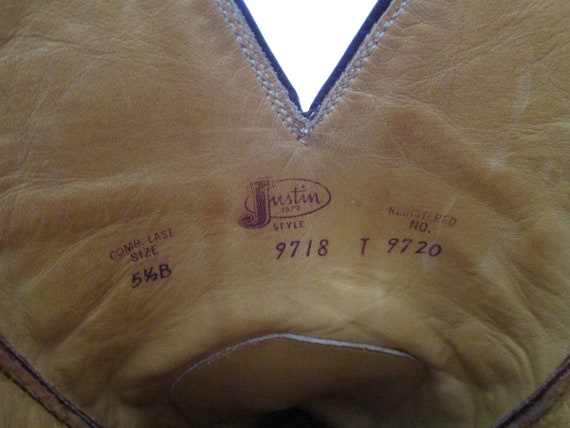 Justin
1879
STYLE
9718
COMB. LAST
SIZE
5½B
REGISTERED
NO.
T 9720